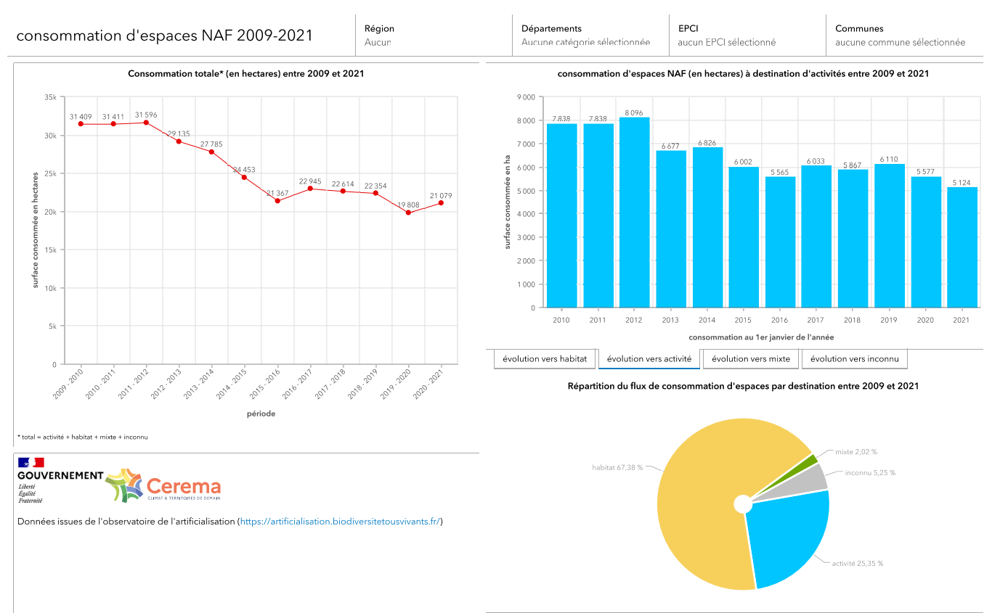 consommation d'espaces NAF 2009-2021
Région
Aucun
Départements
Aucune catégorie sélectionnée
EPCI
aucun EPCI sélectionné
Communes
aucune commune sélectionnée
Consommation totale* (en hectares) entre 2009 et 2021
surface consommée en hectares
35k
30k
25k
20k
15k
10k
5k
0
31 409
31 411
31 596
29 135
27 785
24 453
21 367
22 945
22 614
22 354
19 808
21 079
2009 - 2010
2010 - 2011
2011 - 2012
2012 - 2013
2013 - 2014
2014 - 2015
2015 - 2016
2016 - 2017
2017 - 2018
2018 - 2019
2019 - 2020
2020 - 2021
période
* total = activité + habitat + mixte + inconnu
GOUVERNEMENT
Liberté
Égalité
Fraternité
Cerema
CLIMAT & TERRITOIRES DE DEMAIN
Données issues de l'observatoire de l'artificialisation (https://artificialisation.biodiversitetousvivants.fr/)
consommation d'espaces NAF (en hectares) à destination d'activités entre 2009 et 2021
surface consommée en ha
9 000
8 000
7 000
6 000
5 000
4 000
3 000
2 000
1 000
0
7 838
7 838
8 096
6 677
6 826
6 002
5 565
6 033
5 867
6 110
5 577
5 124
2010
2011
2012
2013
2014
2015
2016
2017
2018
2019
2020
2021
consommation au 1er janvier de l'année
évolution vers habitat
évolution vers activité
évolution vers mixte
évolution vers inconnu
Répartition du flux de consommation d'espaces par destination entre 2009 et 2021
mixte 2,02 %
habitat 67,38 %
inconnu 5,25 %
activité 25,35 %